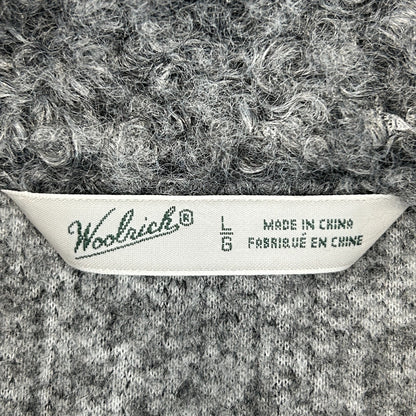 Woolrich®
L
G
MADE IN CHINA
FABRIQUÉ EN CHINE